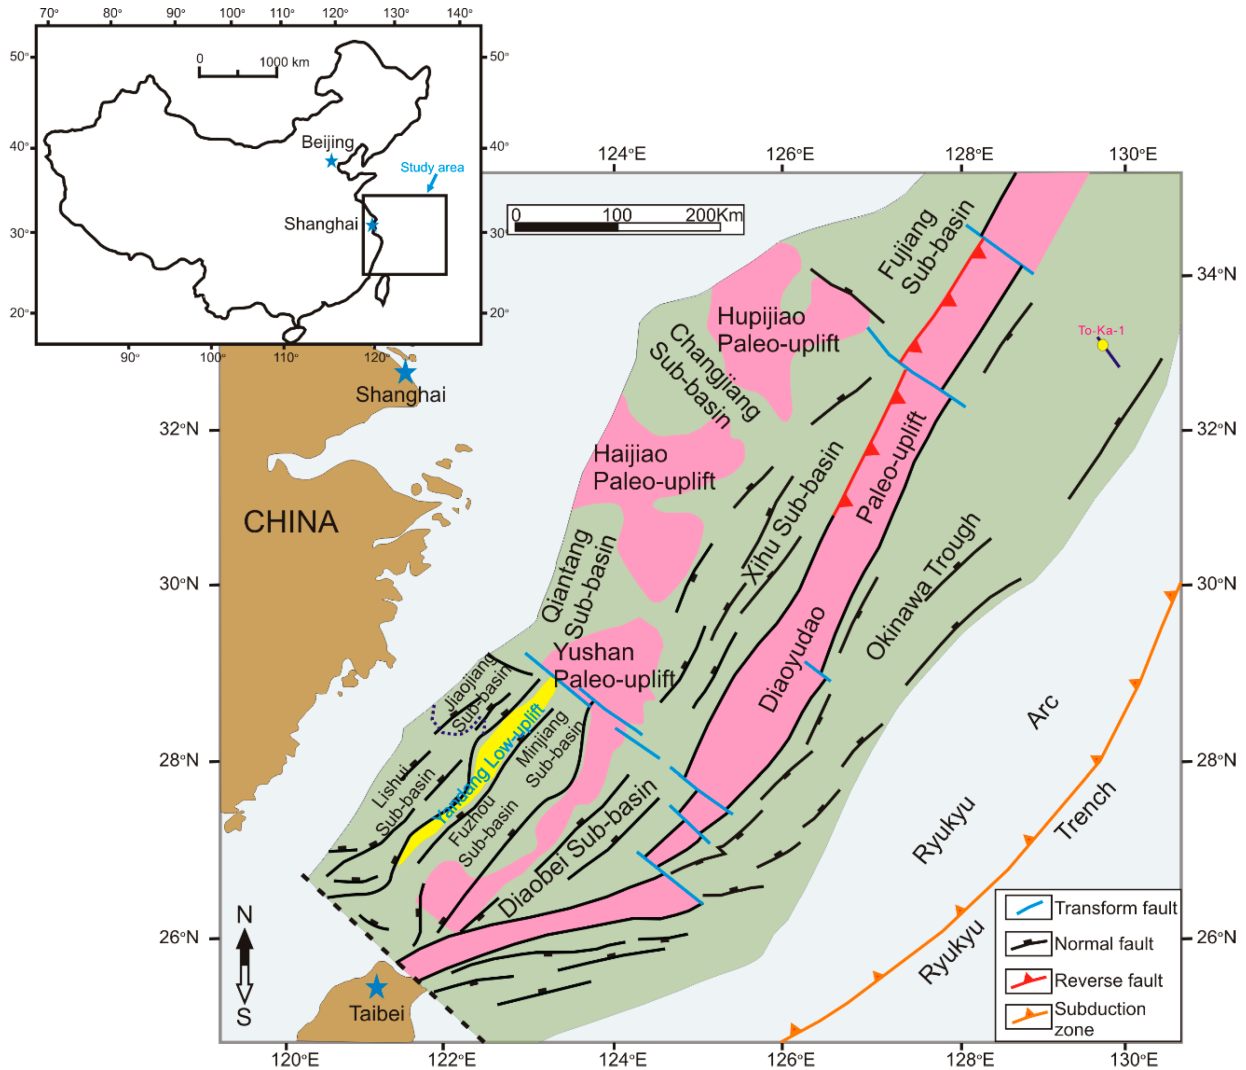 70° 80° 90° 100° 110° 120° 130° 140°
50°
50°
0
1000 km
Beijing
40°
40°
Study area
Shanghai
30°
30°
20°
20°
90°
100°
110°
120°
124°E
126°E
128°E
130°E
0
100
200Km
Fujiang
Sub-basin
34°N
To-Ka-1
Hupijiao
Paleo-uplift
Changjiang
Sub-basin
Shanghai
32°N
32°N
Haijiao
Paleo-uplift
Paleo-uplift
CHINA
Xihu Sub-basin
Qiantang
Sub-basin
Okinawa Trough
30°N
30°N
Yushan
Paleo-uplift
Diaoyudao
Jiaojiang
Sub-basin
Yandang Low-uplift
Minjiang
Sub-basin
Arc
28°N
28°N
Lishui
Sub-basin
Fuzhou
Sub-basin
Diaobei Sub-basin
Ryukyu
Trench
26°N
26°N
Ryukyu
N
S
Taibei
Transform fault
Normal fault
Reverse fault
Subduction
zone
120°E
122°E
124°E
126°E
128°E
130°E